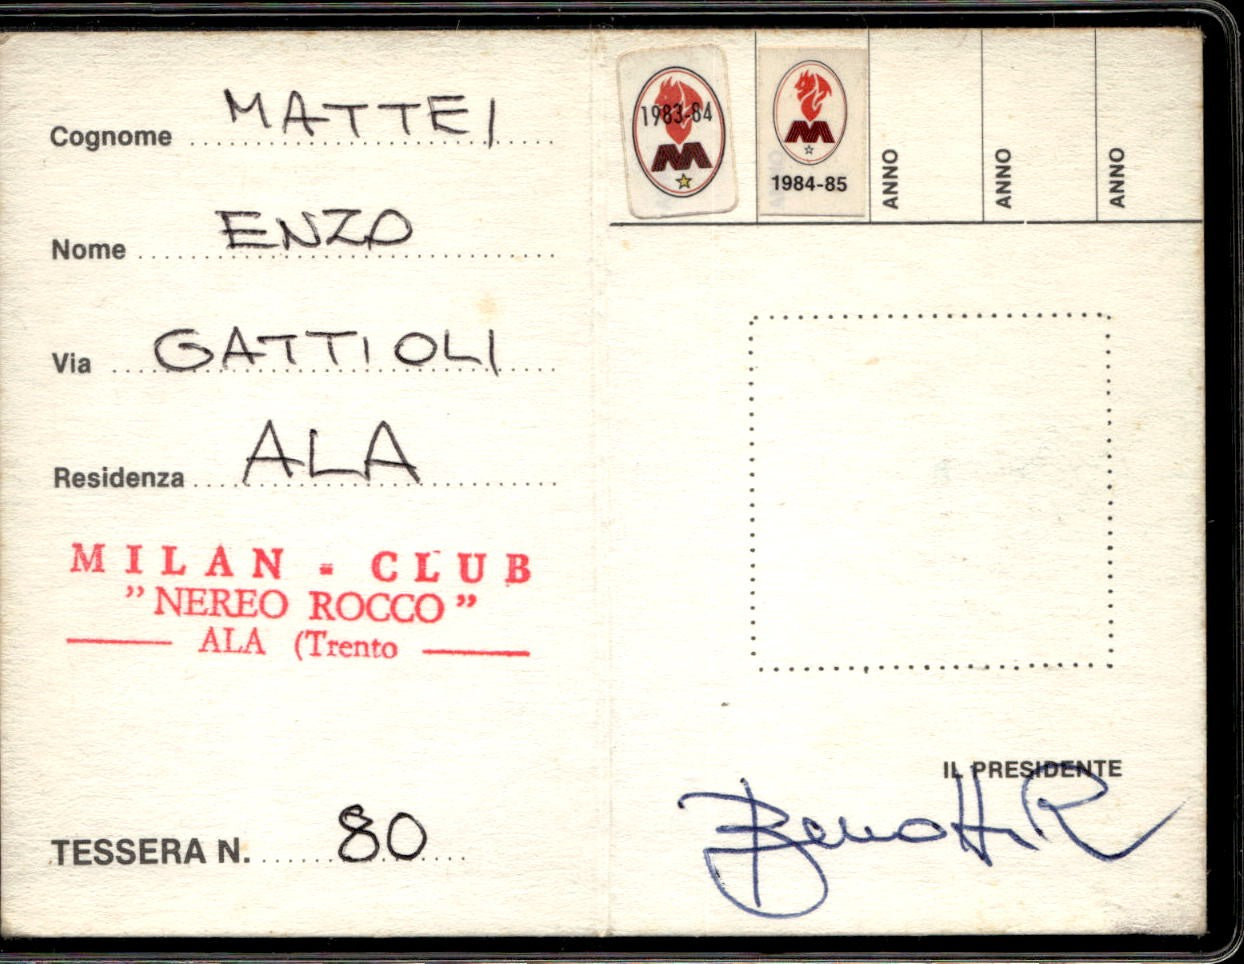 Cognome MATTEI
Nome ENZO
Via GATTIOLI
Residenza ALA
MILAN - CLUB
"NEREO ROCCO"
ALA (Trento
TESSERA N. 80
1983-84
1984-85
ANNO
ANNO
ANNO
IL PRESIDENTE